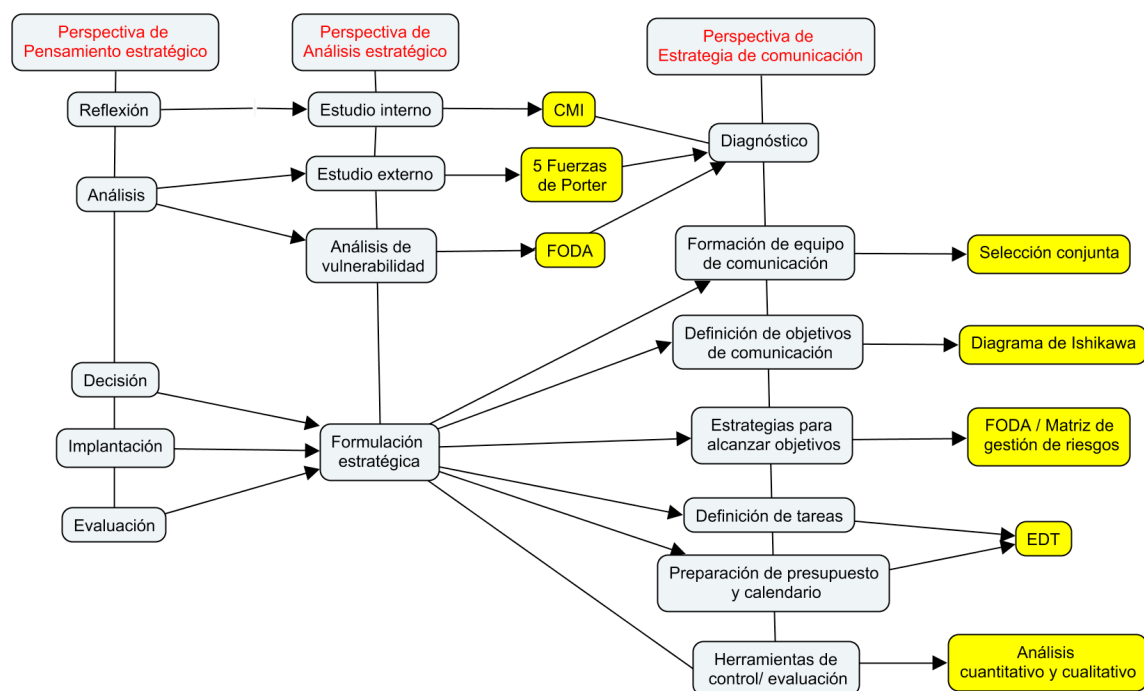 Perspectiva de
Pensamiento estratégico
Perspectiva de
Análisis estratégico
Perspectiva de
Estrategia de comunicación
Reflexión
Estudio interno
CMI
Diagnóstico
Análisis
Estudio externo
5 Fuerzas
de Porter
Análisis de
vulnerabilidad
FODA
Formación de equipo
de comunicación
Selección conjunta
Definición de objetivos
de comunicación
Diagrama de Ishikawa
Decisión
Implantación
Evaluación
Formulación
estratégica
Estrategias para
alcanzar objetivos
FODA / Matriz de
gestión de riesgos
Definición de tareas
EDT
Preparación de presupuesto
y calendario
Herramientas de
control/ evaluación
Análisis
cuantitativo y cualitativo